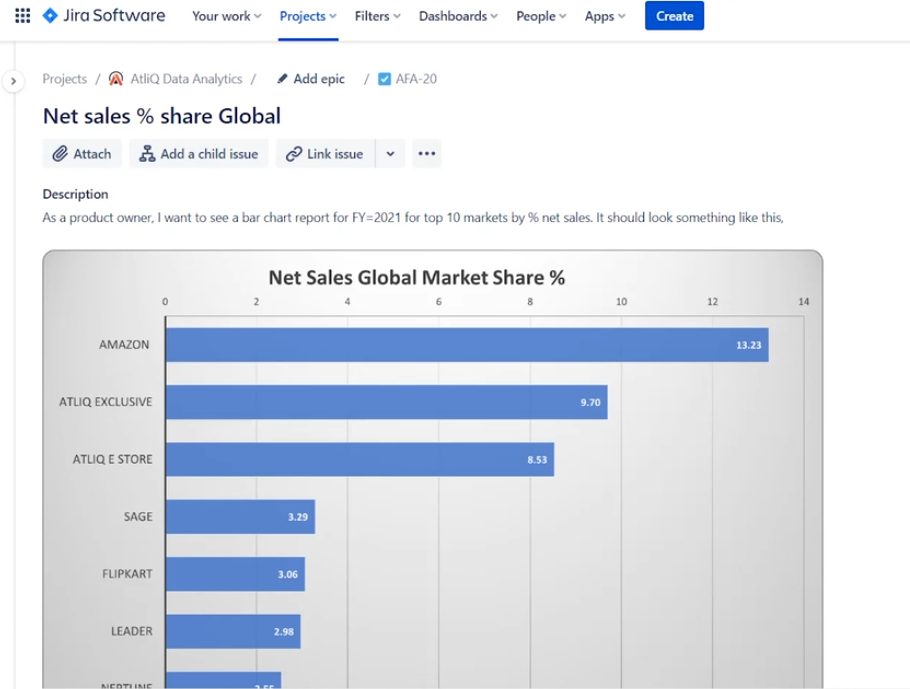 Jira Software Your work Projects Filters Dashboards People Apps Create
Projects / AtliQ Data Analytics / Add epic / AFA-20
Net sales % share Global
Attach Add a child issue Link issue
Description
As a product owner, I want to see a bar chart report for FY=2021 for top 10 markets by % net sales. It should look something like this,
Net Sales Global Market Share %
0 2 4 6 8 10 12 14
AMAZON 13.23
ATLIQ EXCLUSIVE 9.70
ATLIQ E STORE 8.53
SAGE 3.29
FLIPKART 3.06
LEADER 2.98
NEPTUNE